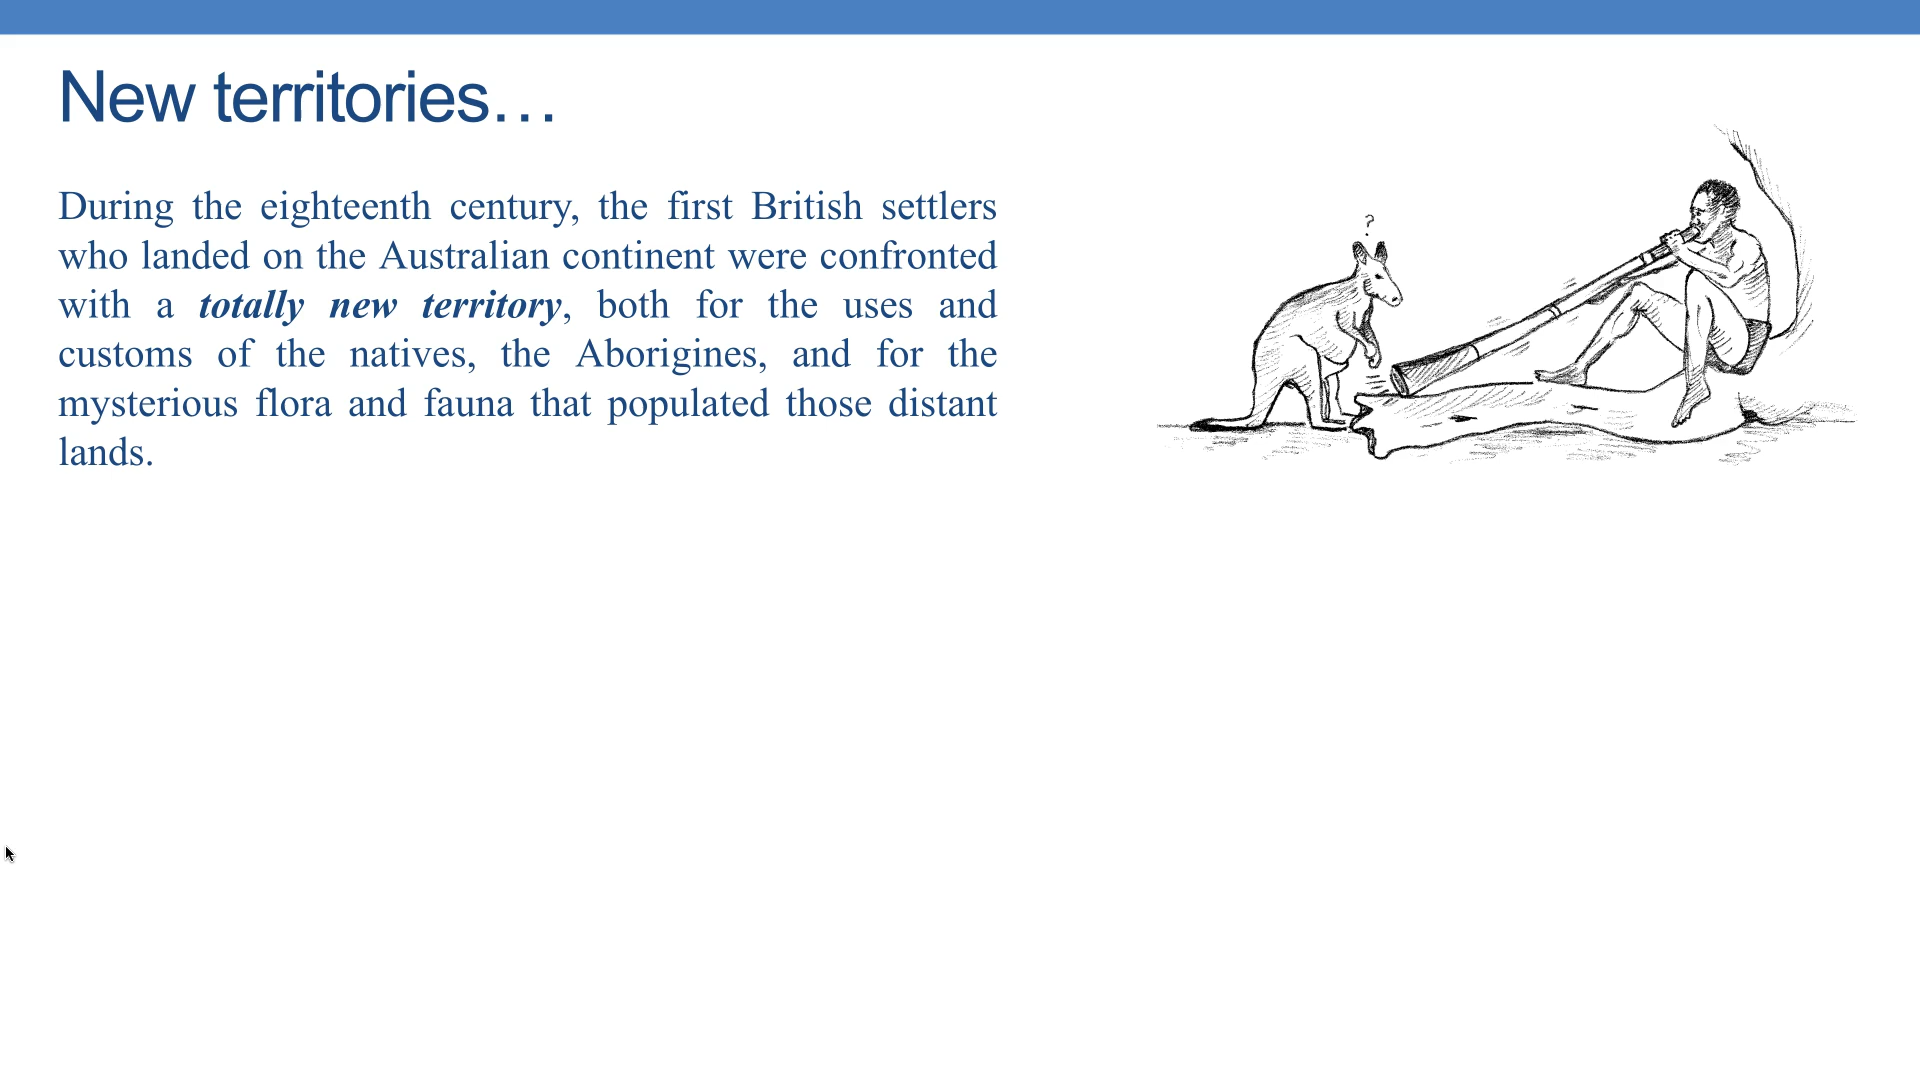 New territories…
During the eighteenth century, the first British settlers
who landed on the Australian continent were confronted
with a totally new territory, both for the uses and
customs of the natives, the Aborigines, and for the
mysterious flora and fauna that populated those distant
lands.
?